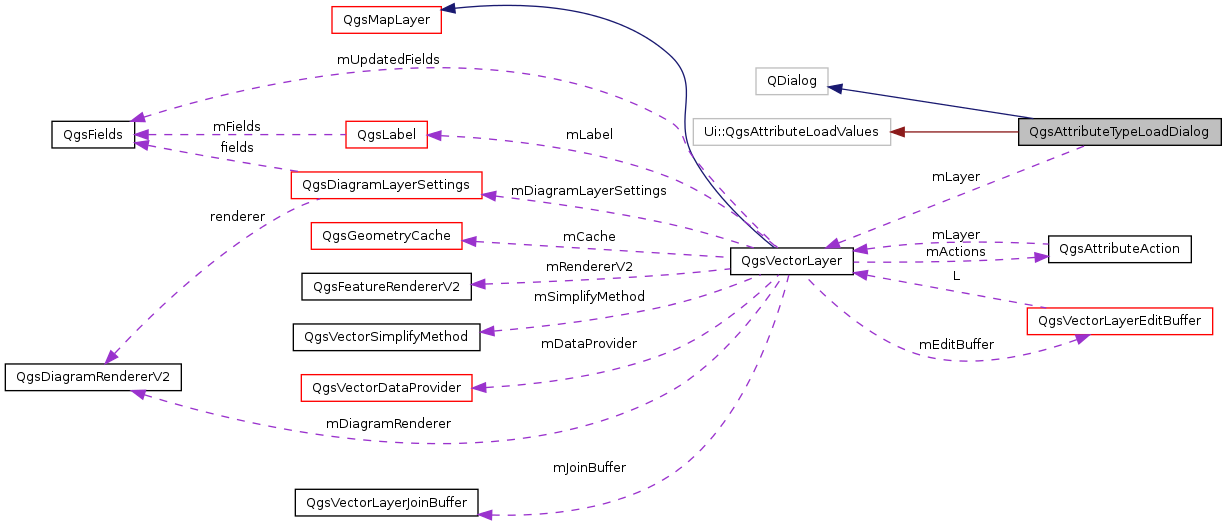 QgsMapLayer
mUpdatedFields
QDialog
QgsFields
mFields
QgsLabel
mLabel
Ui::QgsAttributeLoadValues
QgsAttributeTypeLoadDialog
fields
QgsDiagramLayerSettings
mDiagramLayerSettings
mLayer
renderer
QgsGeometryCache
mCache
mLayer
QgsVectorLayer
mActions
QgsAttributeAction
mRendererV2
QgsFeatureRendererV2
mSimplifyMethod
L
QgsVectorLayerEditBuffer
QgsVectorSimplifyMethod
mDataProvider
mEditBuffer
QgsDiagramRendererV2
QgsVectorDataProvider
mDiagramRenderer
mJoinBuffer
QgsVectorLayerJoinBuffer